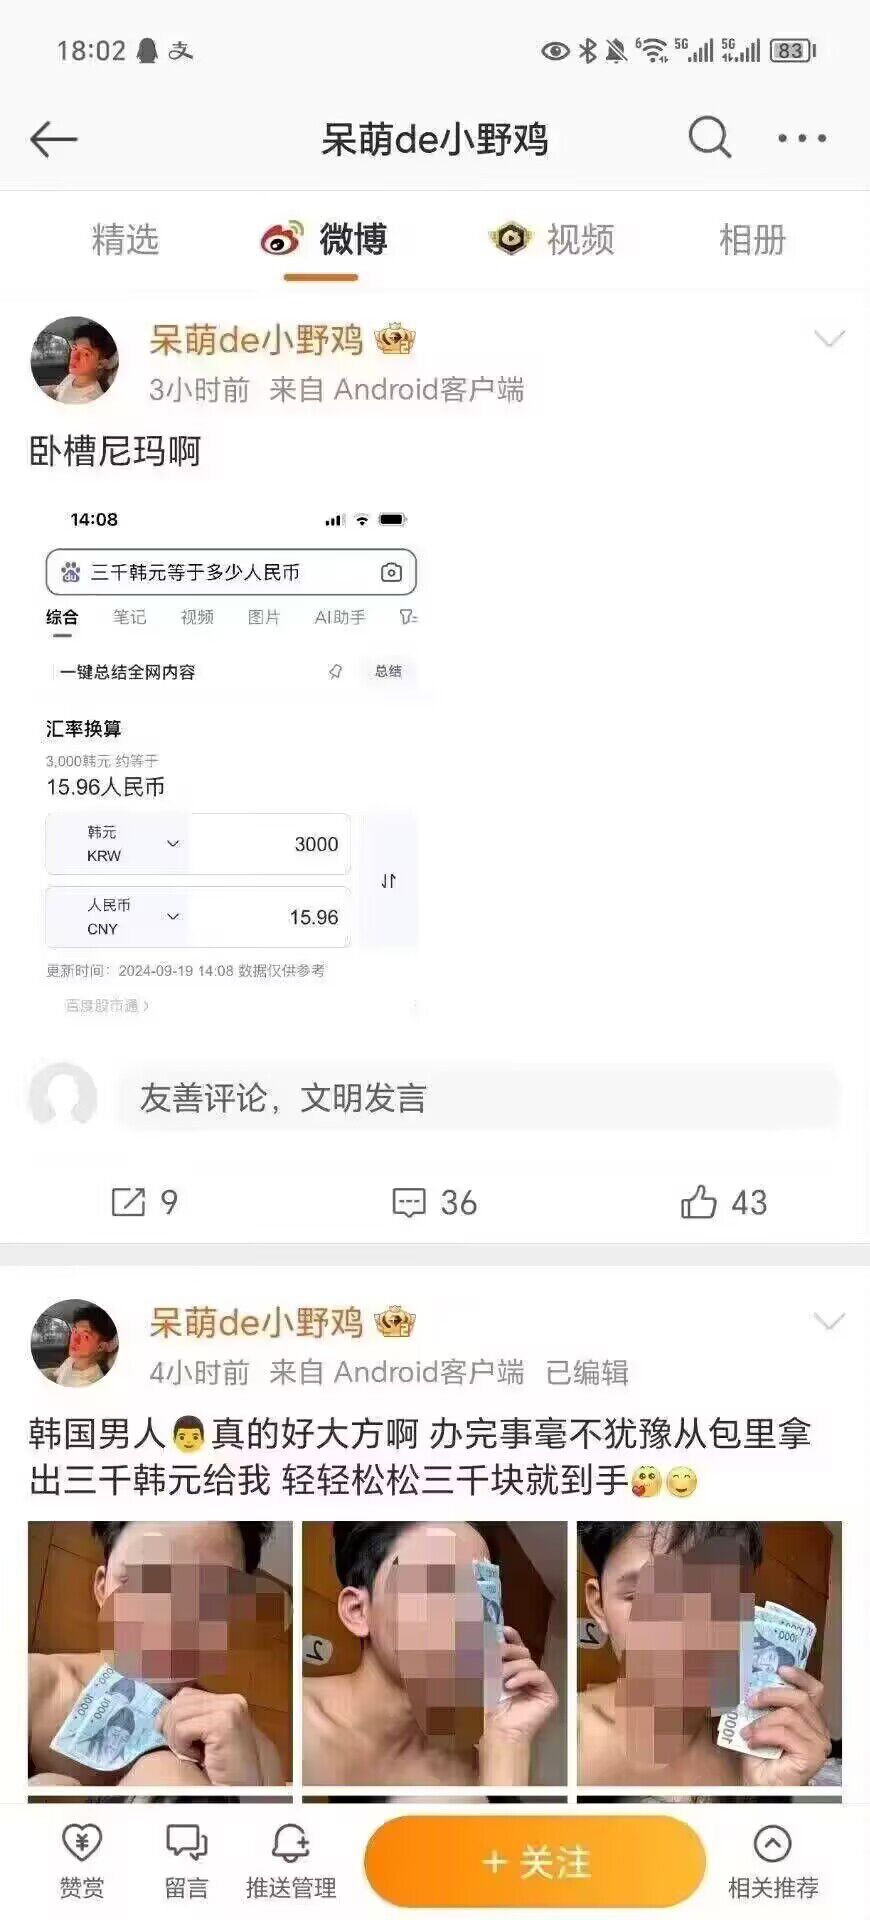 18:02
83
呆萌de小野鸡
精选 微博 视频 相册
呆萌de小野鸡
3小时前 来自 Android客户端
卧槽尼玛啊
14:08
三千韩元等于多少人民币
综合 笔记 视频 图片 AI助手
一键总结全网内容 总结
汇率换算
3,000韩元 约等于
15.96人民币
韩元
KRW
3000
人民币
CNY
15.96
更新时间：2024-09-19 14:08 数据仅供参考
百度股市通
友善评论，文明发言
9 36 43
呆萌de小野鸡
4小时前 来自 Android客户端 已编辑
韩国男人👨真的好大方啊 办完事毫不犹豫从包里拿
出三千韩元给我 轻轻松松三千块就到手
1000 1000
1000 1000
赞赏 留言 推送管理 + 关注 相关推荐